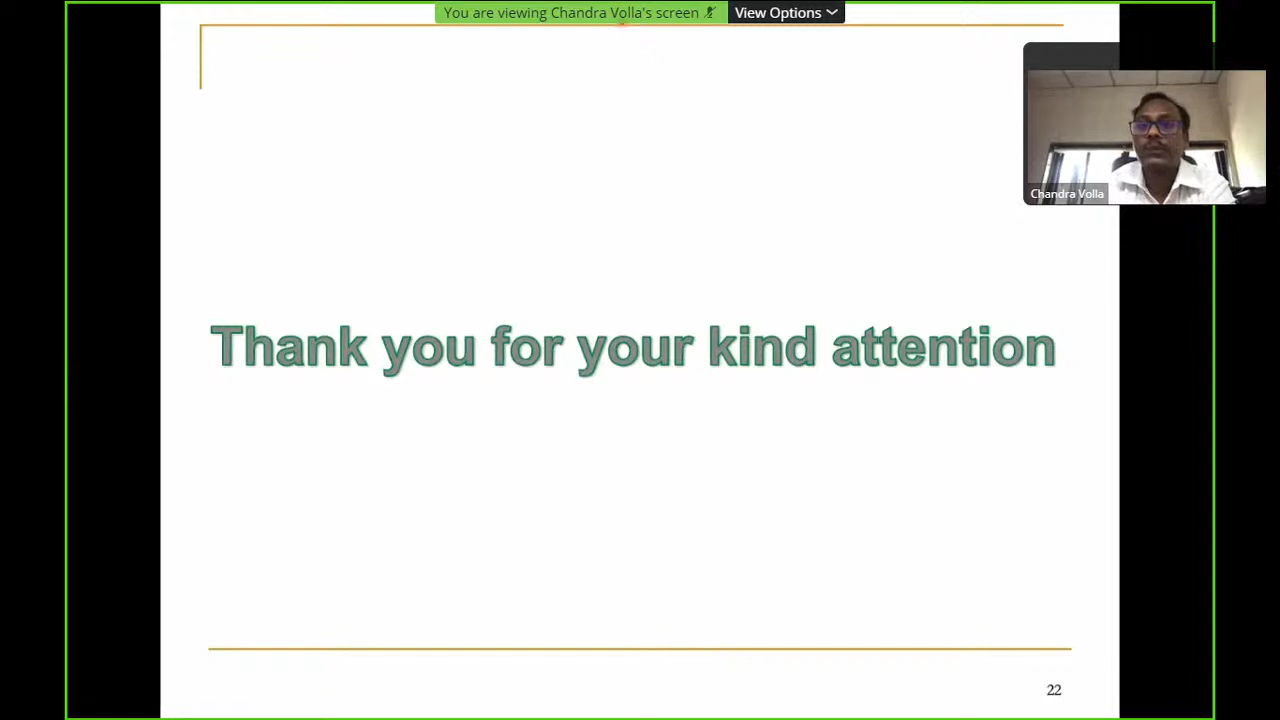 You are viewing Chandra Volla's screen
View Options
Chandra Volla
Thank you for your kind attention
22